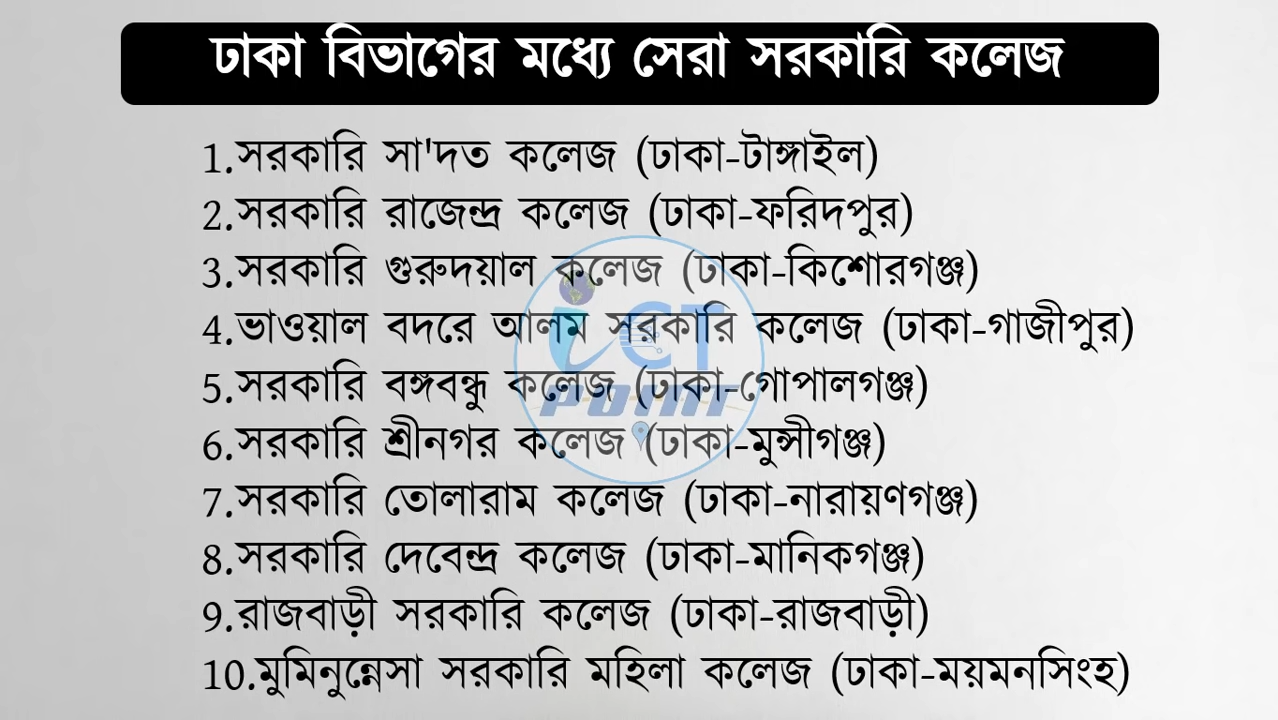 ঢাকা বিভাগের মধ্যে সেরা সরকারি কলেজ
1.সরকারি সা'দত কলেজ (ঢাকা-টাঙ্গাইল)
2.সরকারি রাজেন্দ্র কলেজ (ঢাকা-ফরিদপুর)
3.সরকারি গুরুদয়াল কলেজ (ঢাকা-কিশোরগঞ্জ)
4.ভাওয়াল বদরে আলম সরকারি কলেজ (ঢাকা-গাজীপুর)
5.সরকারি বঙ্গবন্ধু কলেজ (ঢাকা-গোপালগঞ্জ)
6.সরকারি শ্রীনগর কলেজ (ঢাকা-মুন্সীগঞ্জ)
7.সরকারি তোলারাম কলেজ (ঢাকা-নারায়ণগঞ্জ)
8.সরকারি দেবেন্দ্র কলেজ (ঢাকা-মানিকগঞ্জ)
9.রাজবাড়ী সরকারি কলেজ (ঢাকা-রাজবাড়ী)
10.মুমিনুন্নেসা সরকারি মহিলা কলেজ (ঢাকা-ময়মনসিংহ)
iCT
Point